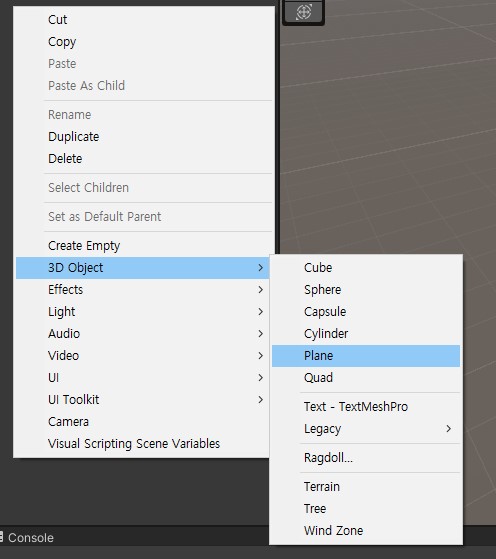 Cut
Copy
Paste
Paste As Child
Rename
Duplicate
Delete
Select Children
Set as Default Parent
Create Empty
3D Object
Effects
Light
Audio
Video
UI
UI Toolkit
Camera
Visual Scripting Scene Variables
Cube
Sphere
Capsule
Cylinder
Plane
Quad
Text - TextMeshPro
Legacy
Ragdoll...
Terrain
Tree
Wind Zone
Console